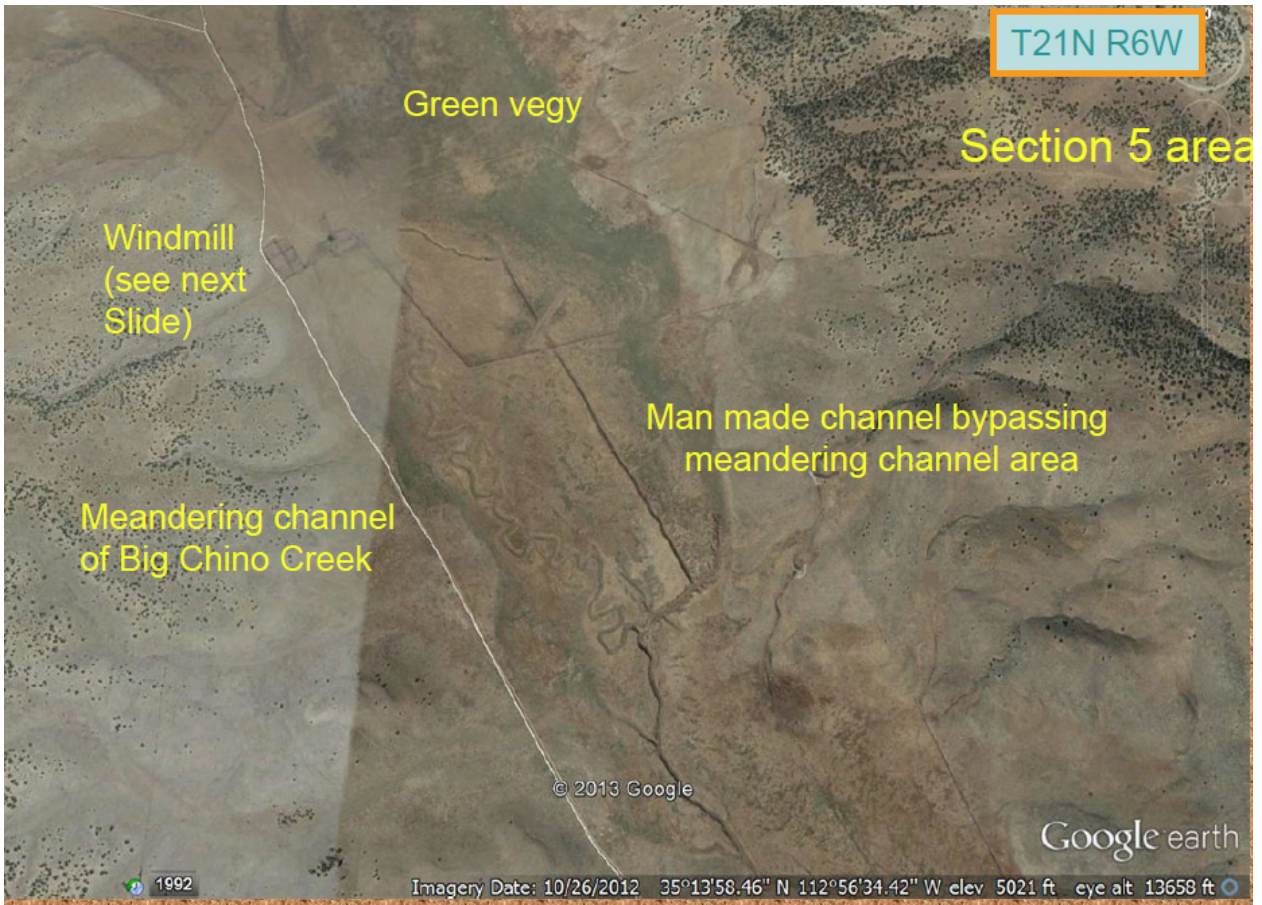 T21N R6W
Green vegy
Section 5 area
Windmill
(see next
Slide)
Man made channel bypassing
meandering channel area
Meandering channel
of Big Chino Creek
© 2013 Google
Google earth
1992
Imagery Date: 10/26/2012 35°13'58.46" N 112°56'34.42" W elev 5021 ft eye alt 13658 ft